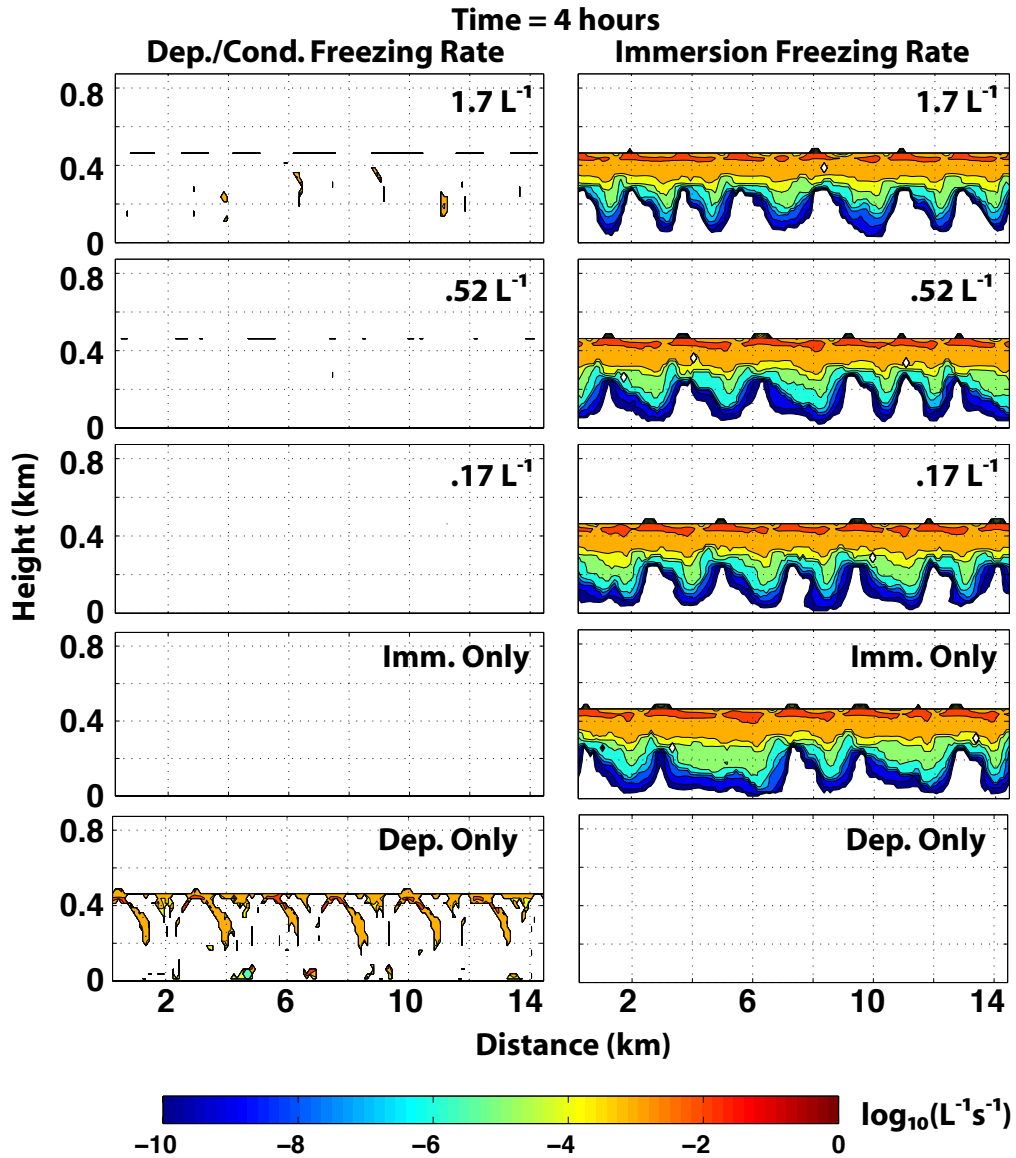 Time = 4 hours
Dep./Cond. Freezing Rate Immersion Freezing Rate
0.8 1.7 L⁻¹ 1.7 L⁻¹
0.4
0
.52 L⁻¹ .52 L⁻¹
0.8
0.4
0
.17 L⁻¹ .17 L⁻¹
0.8
0.4
0
Height (km)
Imm. Only Imm. Only
0.8
0.4
0
0.8 Dep. Only Dep. Only
0.4
0
2 6 10 14 2 6 10 14
Distance (km)
−10 −8 −6 −4 −2 0 log₁₀(L⁻¹s⁻¹)